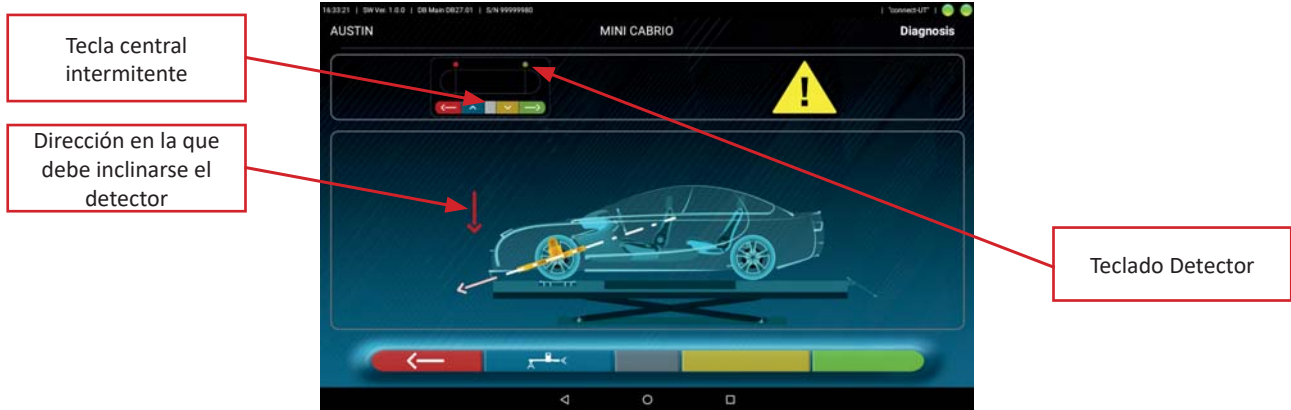 16:33:21 | SW Ver. 1.0.0 | DB Main DB27.01 | S/N 99999980 | "connect-UT" |
AUSTIN MINI CABRIO Diagnosis
Tecla central
intermitente
Dirección en la que
debe inclinarse el
detector
Teclado Detector